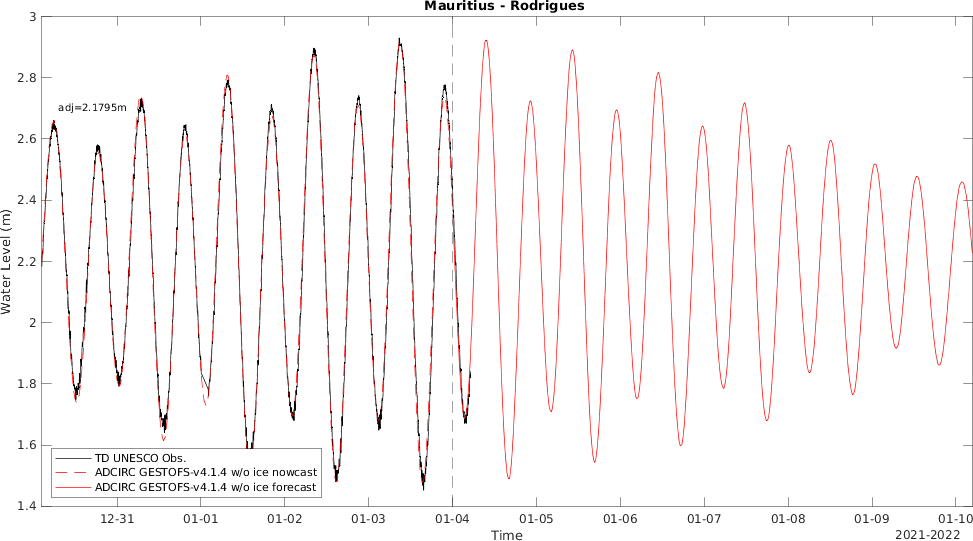 Mauritius - Rodrigues
3
2.8
adj=2.1795m
2.6
2.4
2.2
2
1.8
1.6
1.4
Water Level (m)
TD UNESCO Obs.
ADCIRC GESTOFS-v4.1.4 w/o ice nowcast
ADCIRC GESTOFS-v4.1.4 w/o ice forecast
12-31 01-01 01-02 01-03 01-04 01-05 01-06 01-07 01-08 01-09 01-10
Time
2021-2022